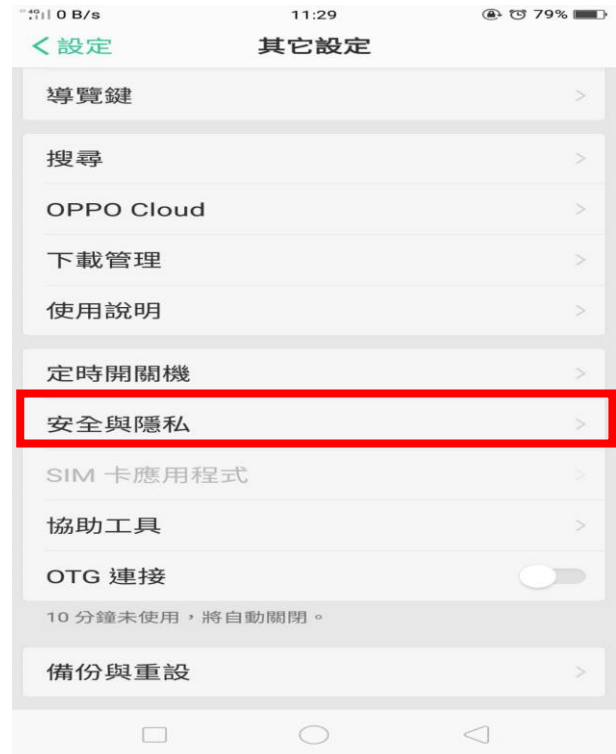 4G 0 B/s 11:29 79%
設定 其它設定
導覽鍵
搜尋
OPPO Cloud
下載管理
使用說明
定時開關機
安全與隱私
SIM 卡應用程式
協助工具
OTG 連接
10 分鐘未使用，將自動關閉。
備份與重設